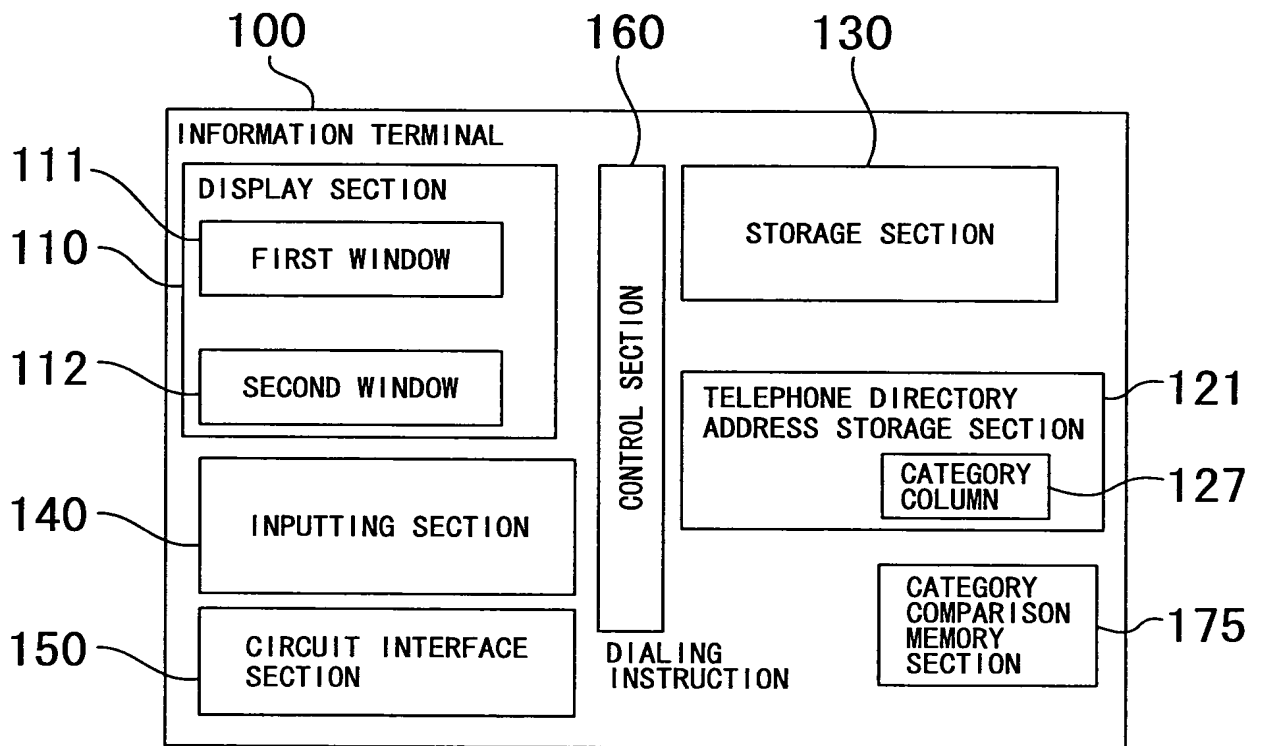 100
160
130
INFORMATION TERMINAL
111
DISPLAY SECTION
110
FIRST WINDOW
STORAGE SECTION
CONTROL SECTION
112
SECOND WINDOW
TELEPHONE DIRECTORY
ADDRESS STORAGE SECTION
121
CATEGORY
COLUMN
127
140
INPUTTING SECTION
150
CIRCUIT INTERFACE
SECTION
DIALING
INSTRUCTION
CATEGORY
COMPARISON
MEMORY
SECTION
175